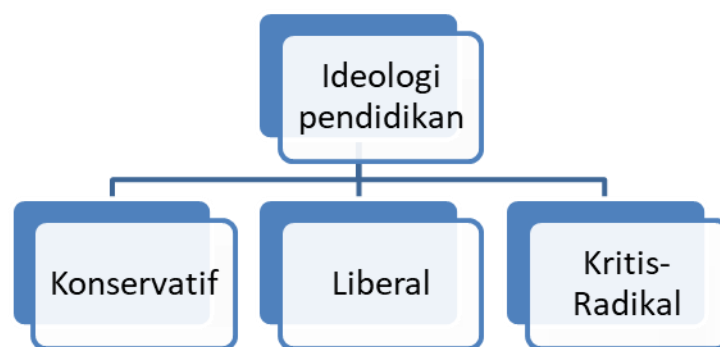 Ideologi
pendidikan
Konservatif
Liberal
Kritis-
Radikal